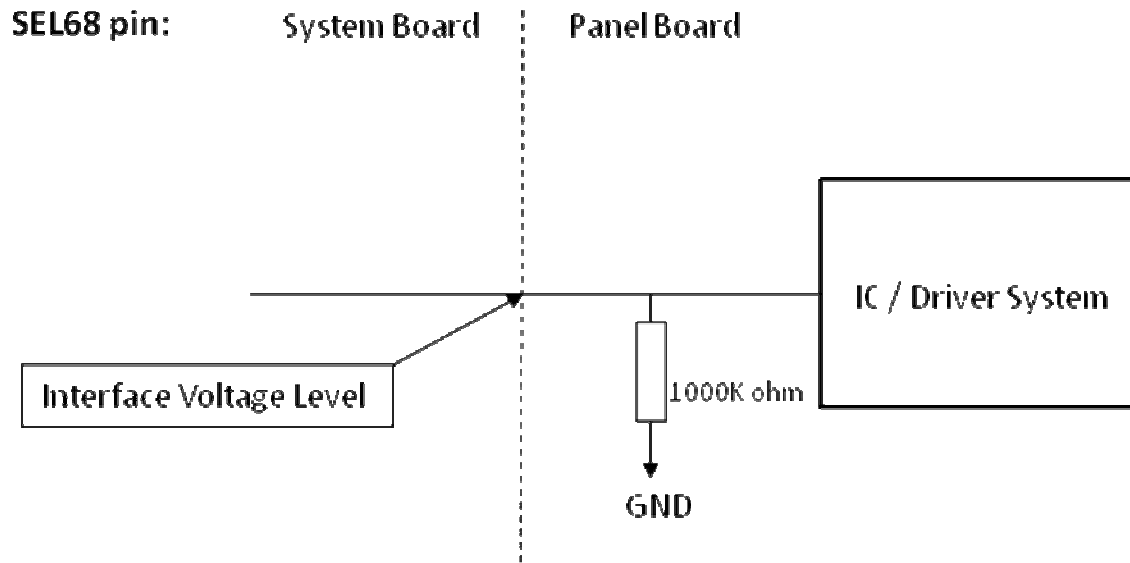 SEL68 pin: System Board Panel Board
IC / Driver System
Interface Voltage Level
1000K ohm
GND